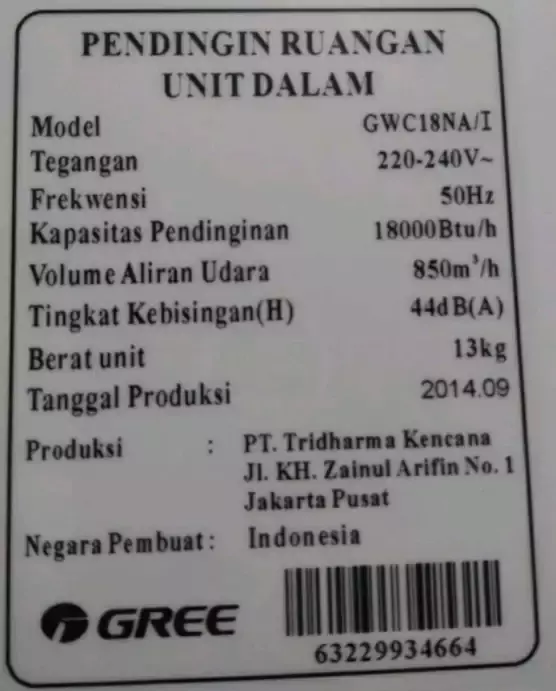 PENDINGIN RUANGAN
UNIT DALAM
Model GWC18NA/I
Tegangan 220-240V~
Frekwensi 50Hz
Kapasitas Pendinginan 18000Btu/h
Volume Aliran Udara 850m³/h
Tingkat Kebisingan(H) 44dB(A)
Berat unit 13kg
Tanggal Produksi 2014.09
Produksi : PT. Tridharma Kencana
Jl. KH. Zainul Arifin No. 1
Jakarta Pusat
Negara Pembuat : Indonesia
GREE
63229934664